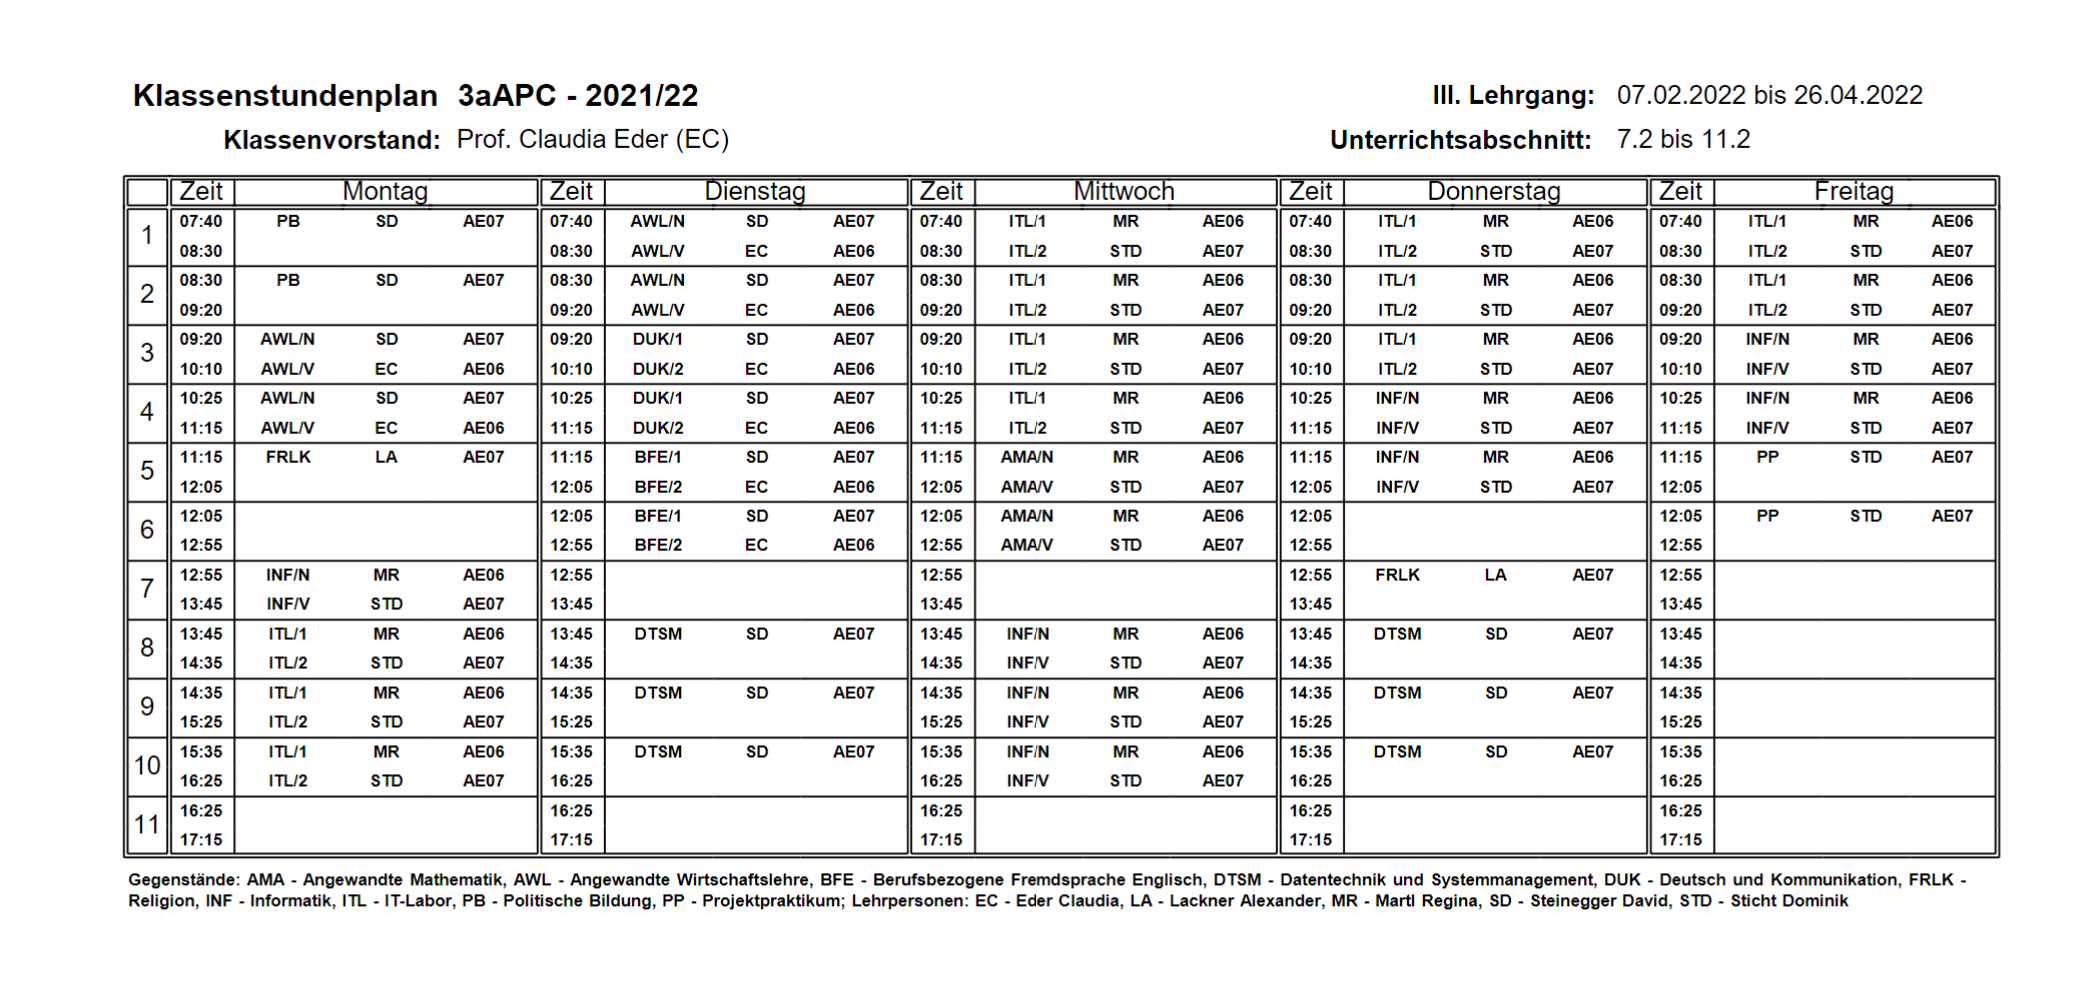 Klassenstundenplan 3aAPC - 2021/22 III. Lehrgang: 07.02.2022 bis 26.04.2022
Klassenvorstand: Prof. Claudia Eder (EC) Unterrichtsabschnitt: 7.2 bis 11.2
Zeit Montag Zeit Dienstag Zeit Mittwoch Zeit Donnerstag Zeit Freitag
1
07:40 PB SD AE07 07:40 AWL/N SD AE07 07:40 ITL/1 MR AE06 07:40 ITL/1 MR AE06 07:40 ITL/1 MR AE06
08:30 08:30 AWL/V EC AE06 08:30 ITL/2 STD AE07 08:30 ITL/2 STD AE07 08:30 ITL/2 STD AE07
2
08:30 PB SD AE07 08:30 AWL/N SD AE07 08:30 ITL/1 MR AE06 08:30 ITL/1 MR AE06 08:30 ITL/1 MR AE06
09:20 09:20 AWL/V EC AE06 09:20 ITL/2 STD AE07 09:20 ITL/2 STD AE07 09:20 ITL/2 STD AE07
3
09:20 AWL/N SD AE07 09:20 DUK/1 SD AE07 09:20 ITL/1 MR AE06 09:20 ITL/1 MR AE06 09:20 INF/N MR AE06
10:10 AWL/V EC AE06 10:10 DUK/2 EC AE06 10:10 ITL/2 STD AE07 10:10 ITL/2 STD AE07 10:10 INF/V STD AE07
4
10:25 AWL/N SD AE07 10:25 DUK/1 SD AE07 10:25 ITL/1 MR AE06 10:25 INF/N MR AE06 10:25 INF/N MR AE06
11:15 AWL/V EC AE06 11:15 DUK/2 EC AE06 11:15 ITL/2 STD AE07 11:15 INF/V STD AE07 11:15 INF/V STD AE07
5
11:15 FRLK LA AE07 11:15 BFE/1 SD AE07 11:15 AMA/N MR AE06 11:15 INF/N MR AE06 11:15 PP STD AE07
12:05 12:05 BFE/2 EC AE06 12:05 AMA/V STD AE07 12:05 INF/V STD AE07 12:05
6
12:05 12:05 BFE/1 SD AE07 12:05 AMA/N MR AE06 12:05 12:05 PP STD AE07
12:55 12:55 BFE/2 EC AE06 12:55 AMA/V STD AE07 12:55 12:55
7
12:55 INF/N MR AE06 12:55 12:55 12:55 FRLK LA AE07 12:55
13:45 INF/V STD AE07 13:45 13:45 13:45 13:45
8
13:45 ITL/1 MR AE06 13:45 DTSM SD AE07 13:45 INF/N MR AE06 13:45 DTSM SD AE07 13:45
14:35 ITL/2 STD AE07 14:35 14:35 INF/V STD AE07 14:35 14:35
9
14:35 ITL/1 MR AE06 14:35 DTSM SD AE07 14:35 INF/N MR AE06 14:35 DTSM SD AE07 14:35
15:25 ITL/2 STD AE07 15:25 15:25 INF/V STD AE07 15:25 15:25
10
15:35 ITL/1 MR AE06 15:35 DTSM SD AE07 15:35 INF/N MR AE06 15:35 DTSM SD AE07 15:35
16:25 ITL/2 STD AE07 16:25 16:25 INF/V STD AE07 16:25 16:25
11
16:25 16:25 16:25 16:25 16:25
17:15 17:15 17:15 17:15 17:15
Gegenstände: AMA - Angewandte Mathematik, AWL - Angewandte Wirtschaftslehre, BFE - Berufsbezogene Fremdsprache Englisch, DTSM - Datentechnik und Systemmanagement, DUK - Deutsch und Kommunikation, FRLK -
Religion, INF - Informatik, ITL - IT-Labor, PB - Politische Bildung, PP - Projektpraktikum; Lehrpersonen: EC - Eder Claudia, LA - Lackner Alexander, MR - Martl Regina, SD - Steinegger David, STD - Sticht Dominik